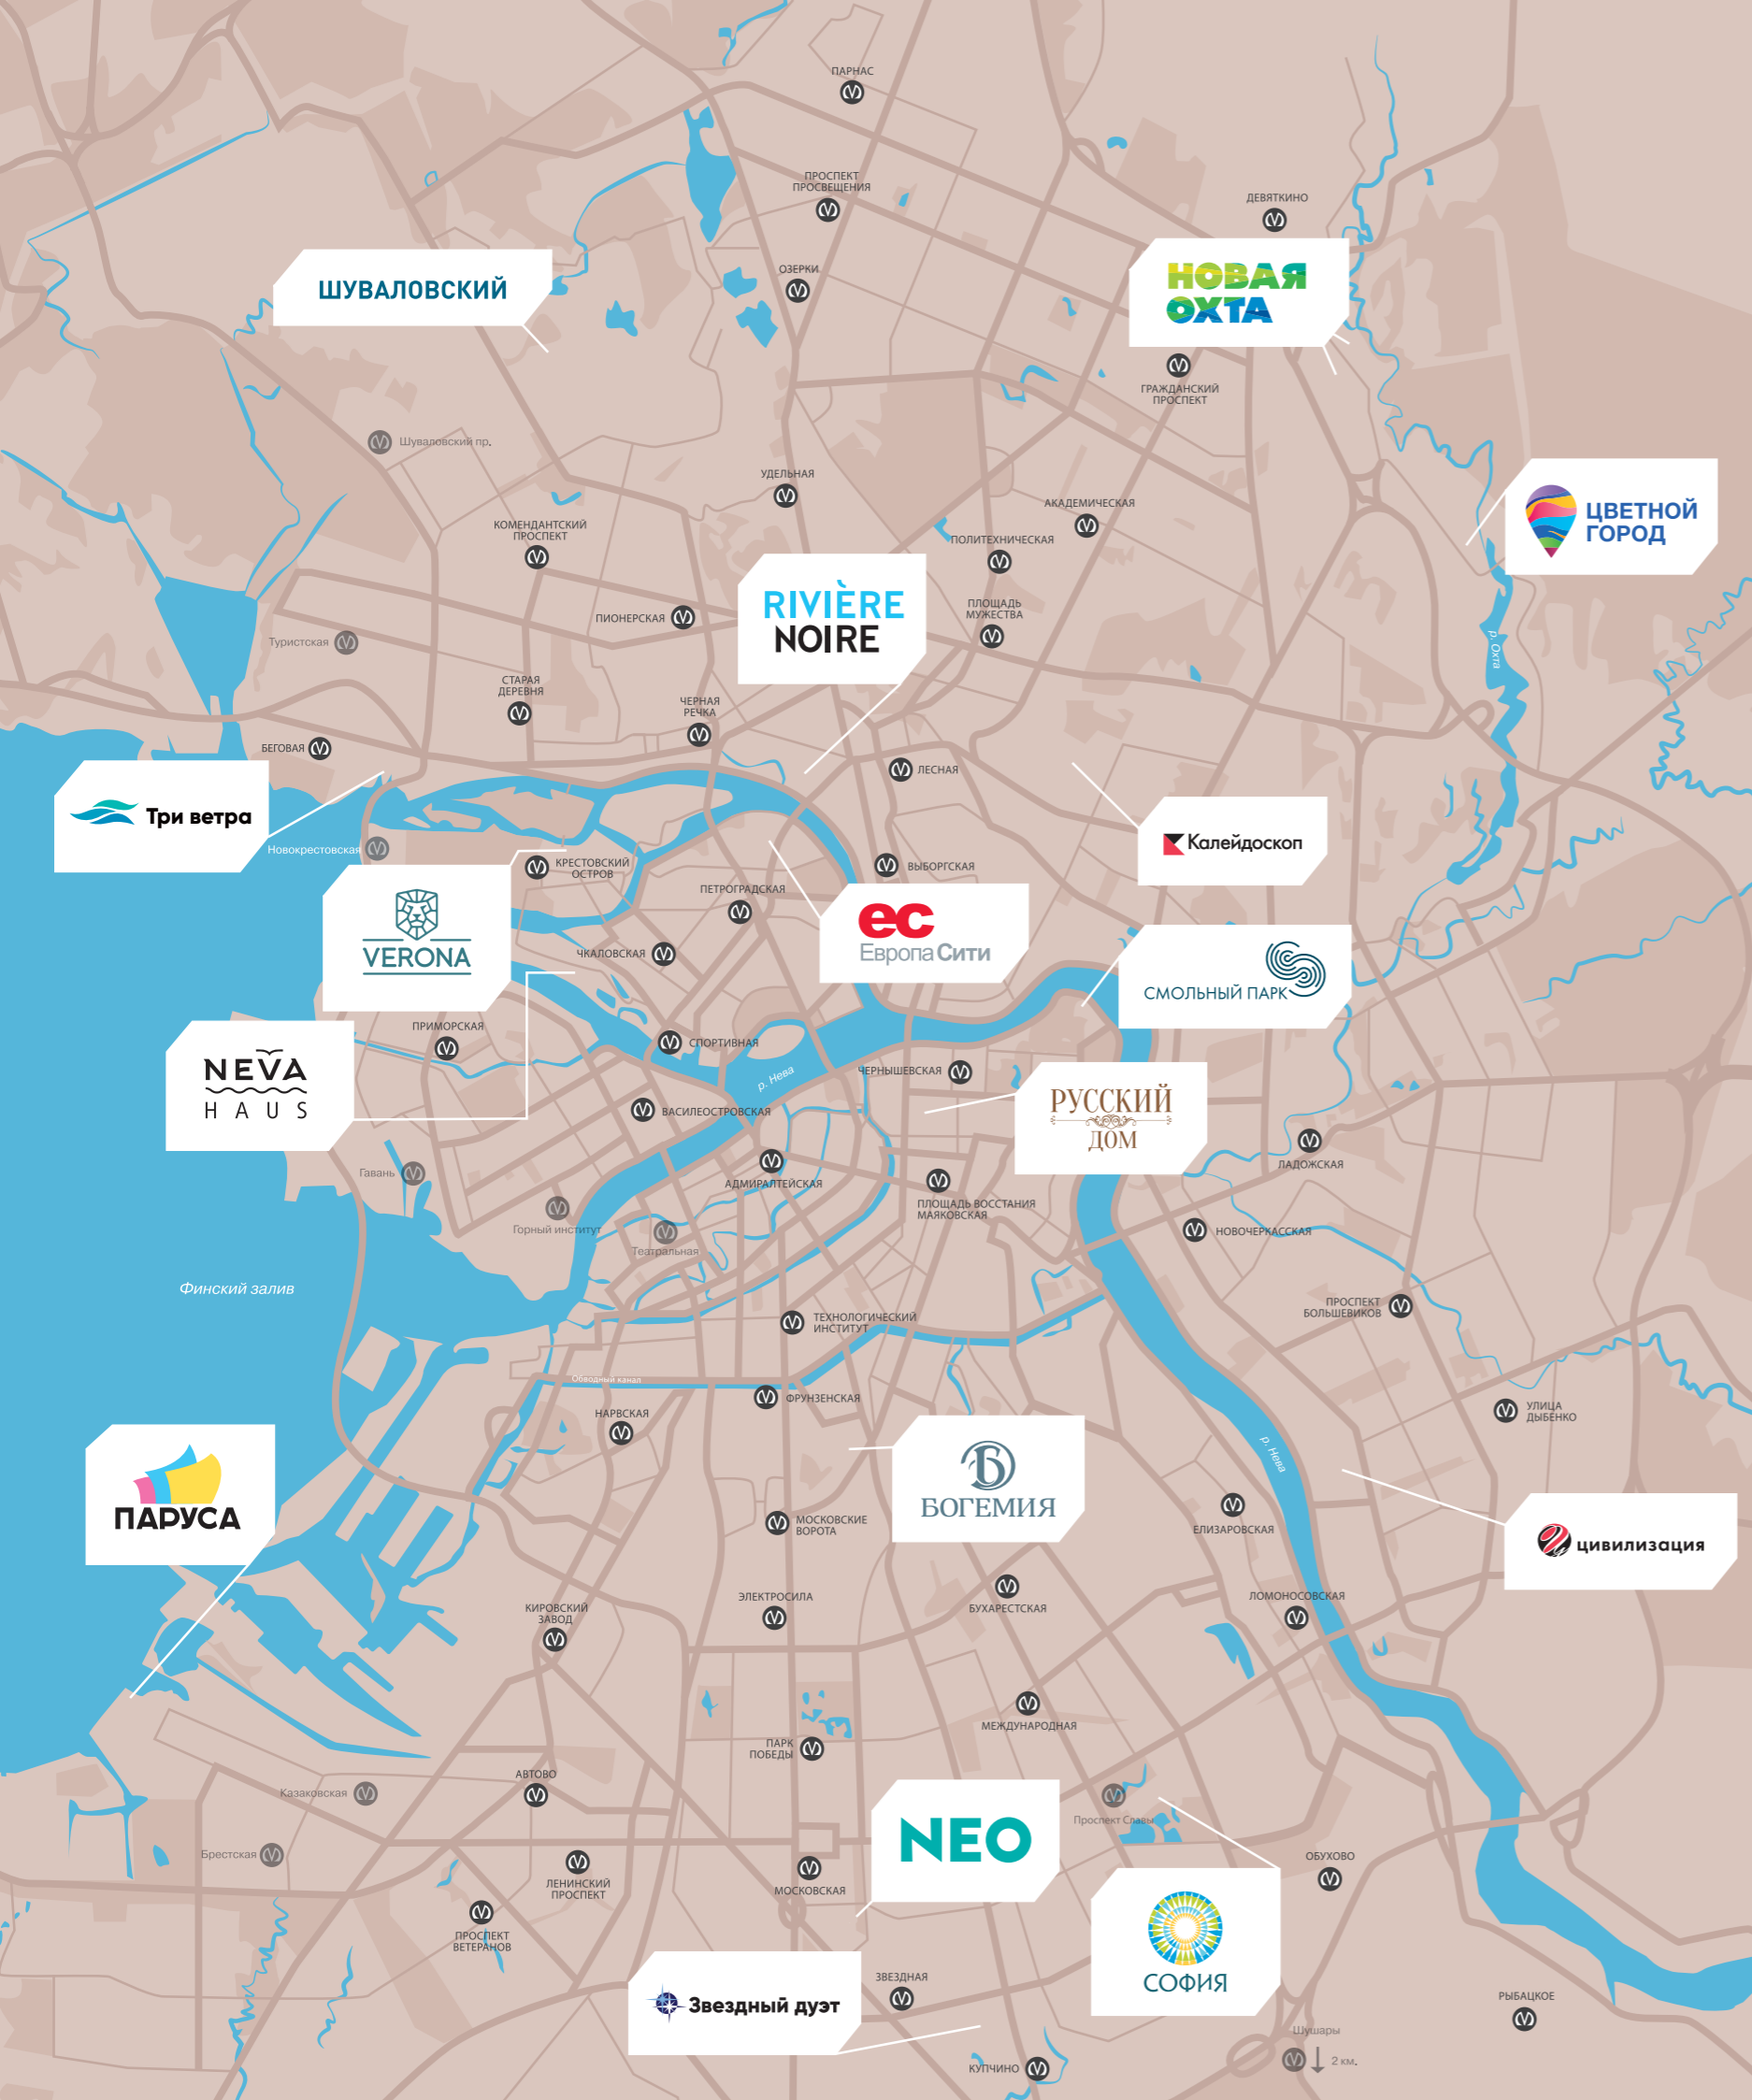 ПАРНАС
ПРОСПЕКТ
ПРОСВЕЩЕНИЯ
ДЕВЯТКИНО
ОЗЕРКИ
ШУВАЛОВСКИЙ
НОВАЯ
ОХТА
ГРАЖДАНСКИЙ
ПРОСПЕКТ
Шуваловский пр.
УДЕЛЬНАЯ
АКАДЕМИЧЕСКАЯ
ЦВЕТНОЙ
ГОРОД
КОМЕНДАНТСКИЙ
ПРОСПЕКТ
ПОЛИТЕХНИЧЕСКАЯ
RIVIÈRE
NOIRE
ПИОНЕРСКАЯ
ПЛОЩАДЬ
МУЖЕСТВА
Туристская
р. Охта
СТАРАЯ
ДЕРЕВНЯ
ЧЕРНАЯ
РЕЧКА
БЕГОВАЯ
ЛЕСНАЯ
Три ветра
Новокрестовская
Калейдоскоп
КРЕСТОВСКИЙ
ОСТРОВ
ВЫБОРГСКАЯ
ПЕТРОГРАДСКАЯ
VERONA
ес
Европа Сити
ЧКАЛОВСКАЯ
СМОЛЬНЫЙ ПАРК
ПРИМОРСКАЯ
СПОРТИВНАЯ
NEVA
HAUS
р. Нева
ЧЕРНЫШЕВСКАЯ
РУССКИЙ
ДОМ
ВАСИЛЕОСТРОВСКАЯ
ЛАДОЖСКАЯ
Гавань
АДМИРАЛТЕЙСКАЯ
ПЛОЩАДЬ ВОССТАНИЯ
МАЯКОВСКАЯ
Горный институт
Театральная
НОВОЧЕРКАССКАЯ
Финский залив
ПРОСПЕКТ
БОЛЬШЕВИКОВ
ТЕХНОЛОГИЧЕСКИЙ
ИНСТИТУТ
Обводный канал
ФРУНЗЕНСКАЯ
НАРВСКАЯ
УЛИЦА
ДЫБЕНКО
р. Нева
ПАРУСА
БОГЕМИЯ
МОСКОВСКИЕ
ВОРОТА
ЕЛИЗАРОВСКАЯ
цивилизация
ЭЛЕКТРОСИЛА
КИРОВСКИЙ
ЗАВОД
БУХАРЕСТСКАЯ
ЛОМОНОСОВСКАЯ
МЕЖДУНАРОДНАЯ
ПАРК
ПОБЕДЫ
АВТОВО
Казаковская
Проспект Славы
NEO
Брестская
ЛЕНИНСКИЙ
ПРОСПЕКТ
МОСКОВСКАЯ
ОБУХОВО
ПРОСПЕКТ
ВЕТЕРАНОВ
СОФИЯ
ЗВЕЗДНАЯ
Звездный дуэт
РЫБАЦКОЕ
Шушары
2 км.
КУПЧИНО